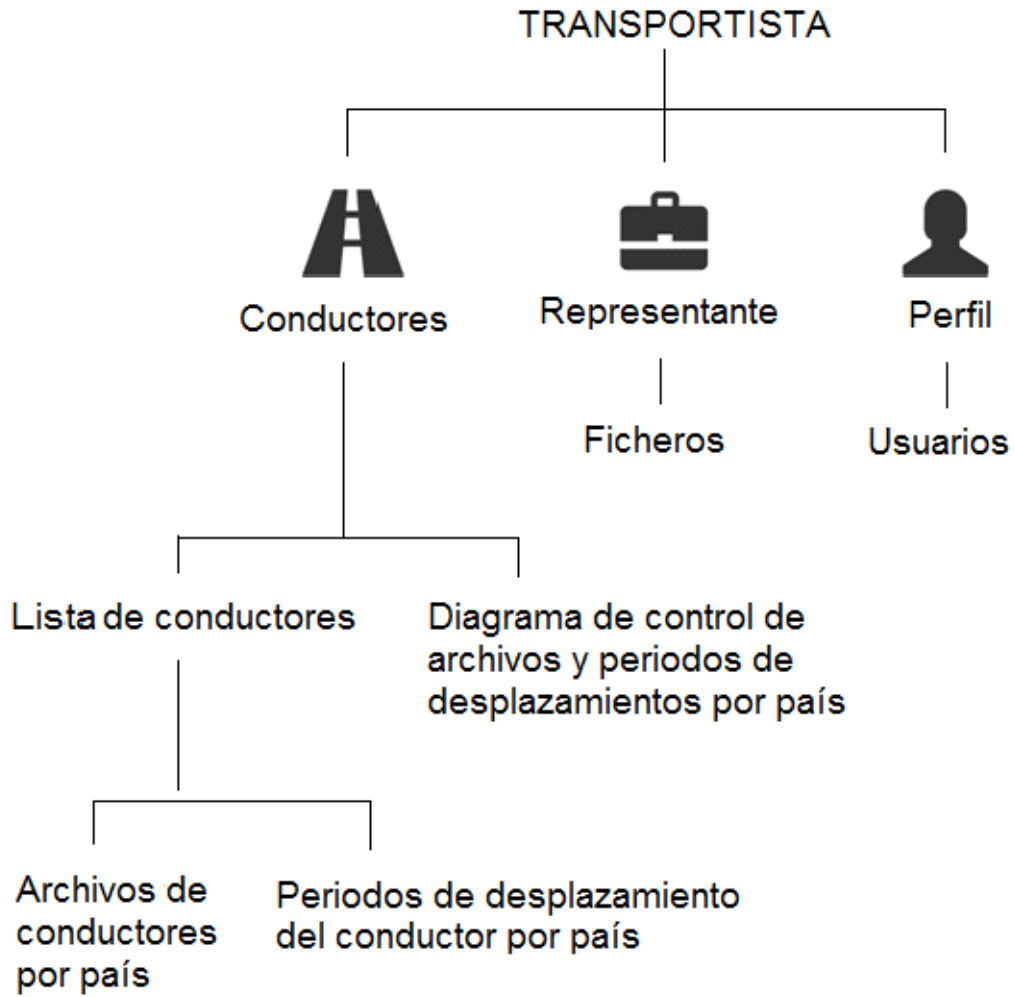 TRANSPORTISTA
Conductores
Representante
Perfil
Ficheros
Usuarios
Lista de conductores
Diagrama de control de
archivos y periodos de
desplazamientos por país
Archivos de
conductores
por país
Periodos de desplazamiento
del conductor por país